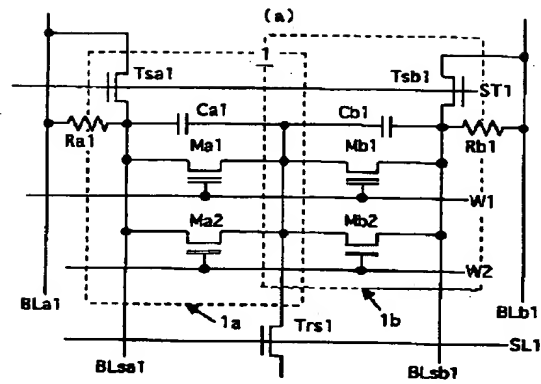 (a)
1
Tsa1
Tsb1
ST1
Ca1
Cb1
Ra1
Rb1
Ma1
Mb1
W1
Ma2
Mb2
W2
BLa1
BLb1
1a
Trs1
1b
SL1
BLsa1
BLsb1